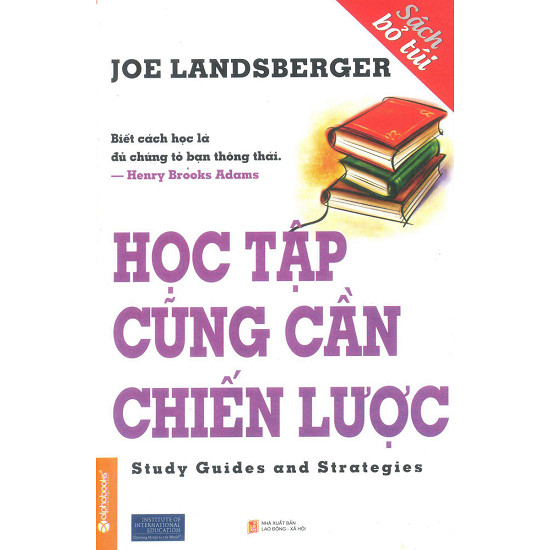 Sách
bỏ túi
JOE LANDSBERGER
Biết cách học là
đủ chứng tỏ bạn thông thái.
— Henry Brooks Adams
HỌC TẬP
CŨNG CẦN
CHIẾN LƯỢC
Study Guides and Strategies
alphabooks
INSTITUTE OF
INTERNATIONAL
EDUCATION
NHÀ XUẤT BẢN
LAO ĐỘNG - XÃ HỘI